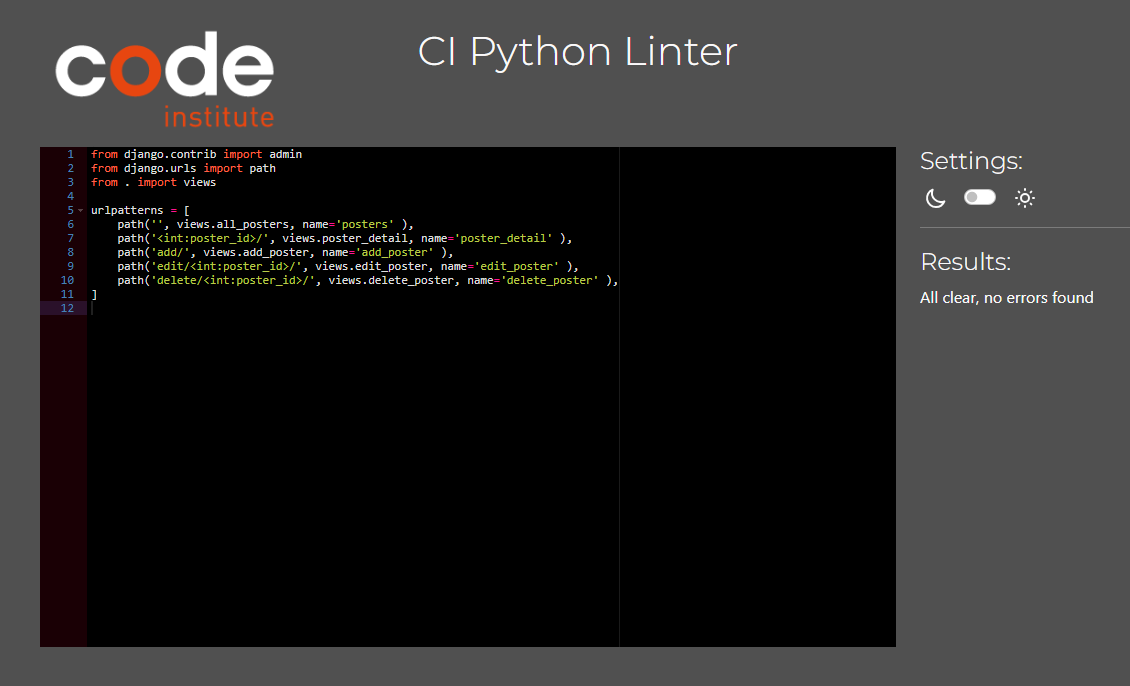 code
institute
CI Python Linter
1 from django.contrib import admin
2 from django.urls import path
3 from . import views
4
5 urlpatterns = [
6     path('', views.all_posters, name='posters' ),
7     path('<int:poster_id>/', views.poster_detail, name='poster_detail' ),
8     path('add/', views.add_poster, name='add_poster' ),
9     path('edit/<int:poster_id>/', views.edit_poster, name='edit_poster' ),
10     path('delete/<int:poster_id>/', views.delete_poster, name='delete_poster' ),
11 ]
12
Settings:
Results:
All clear, no errors found